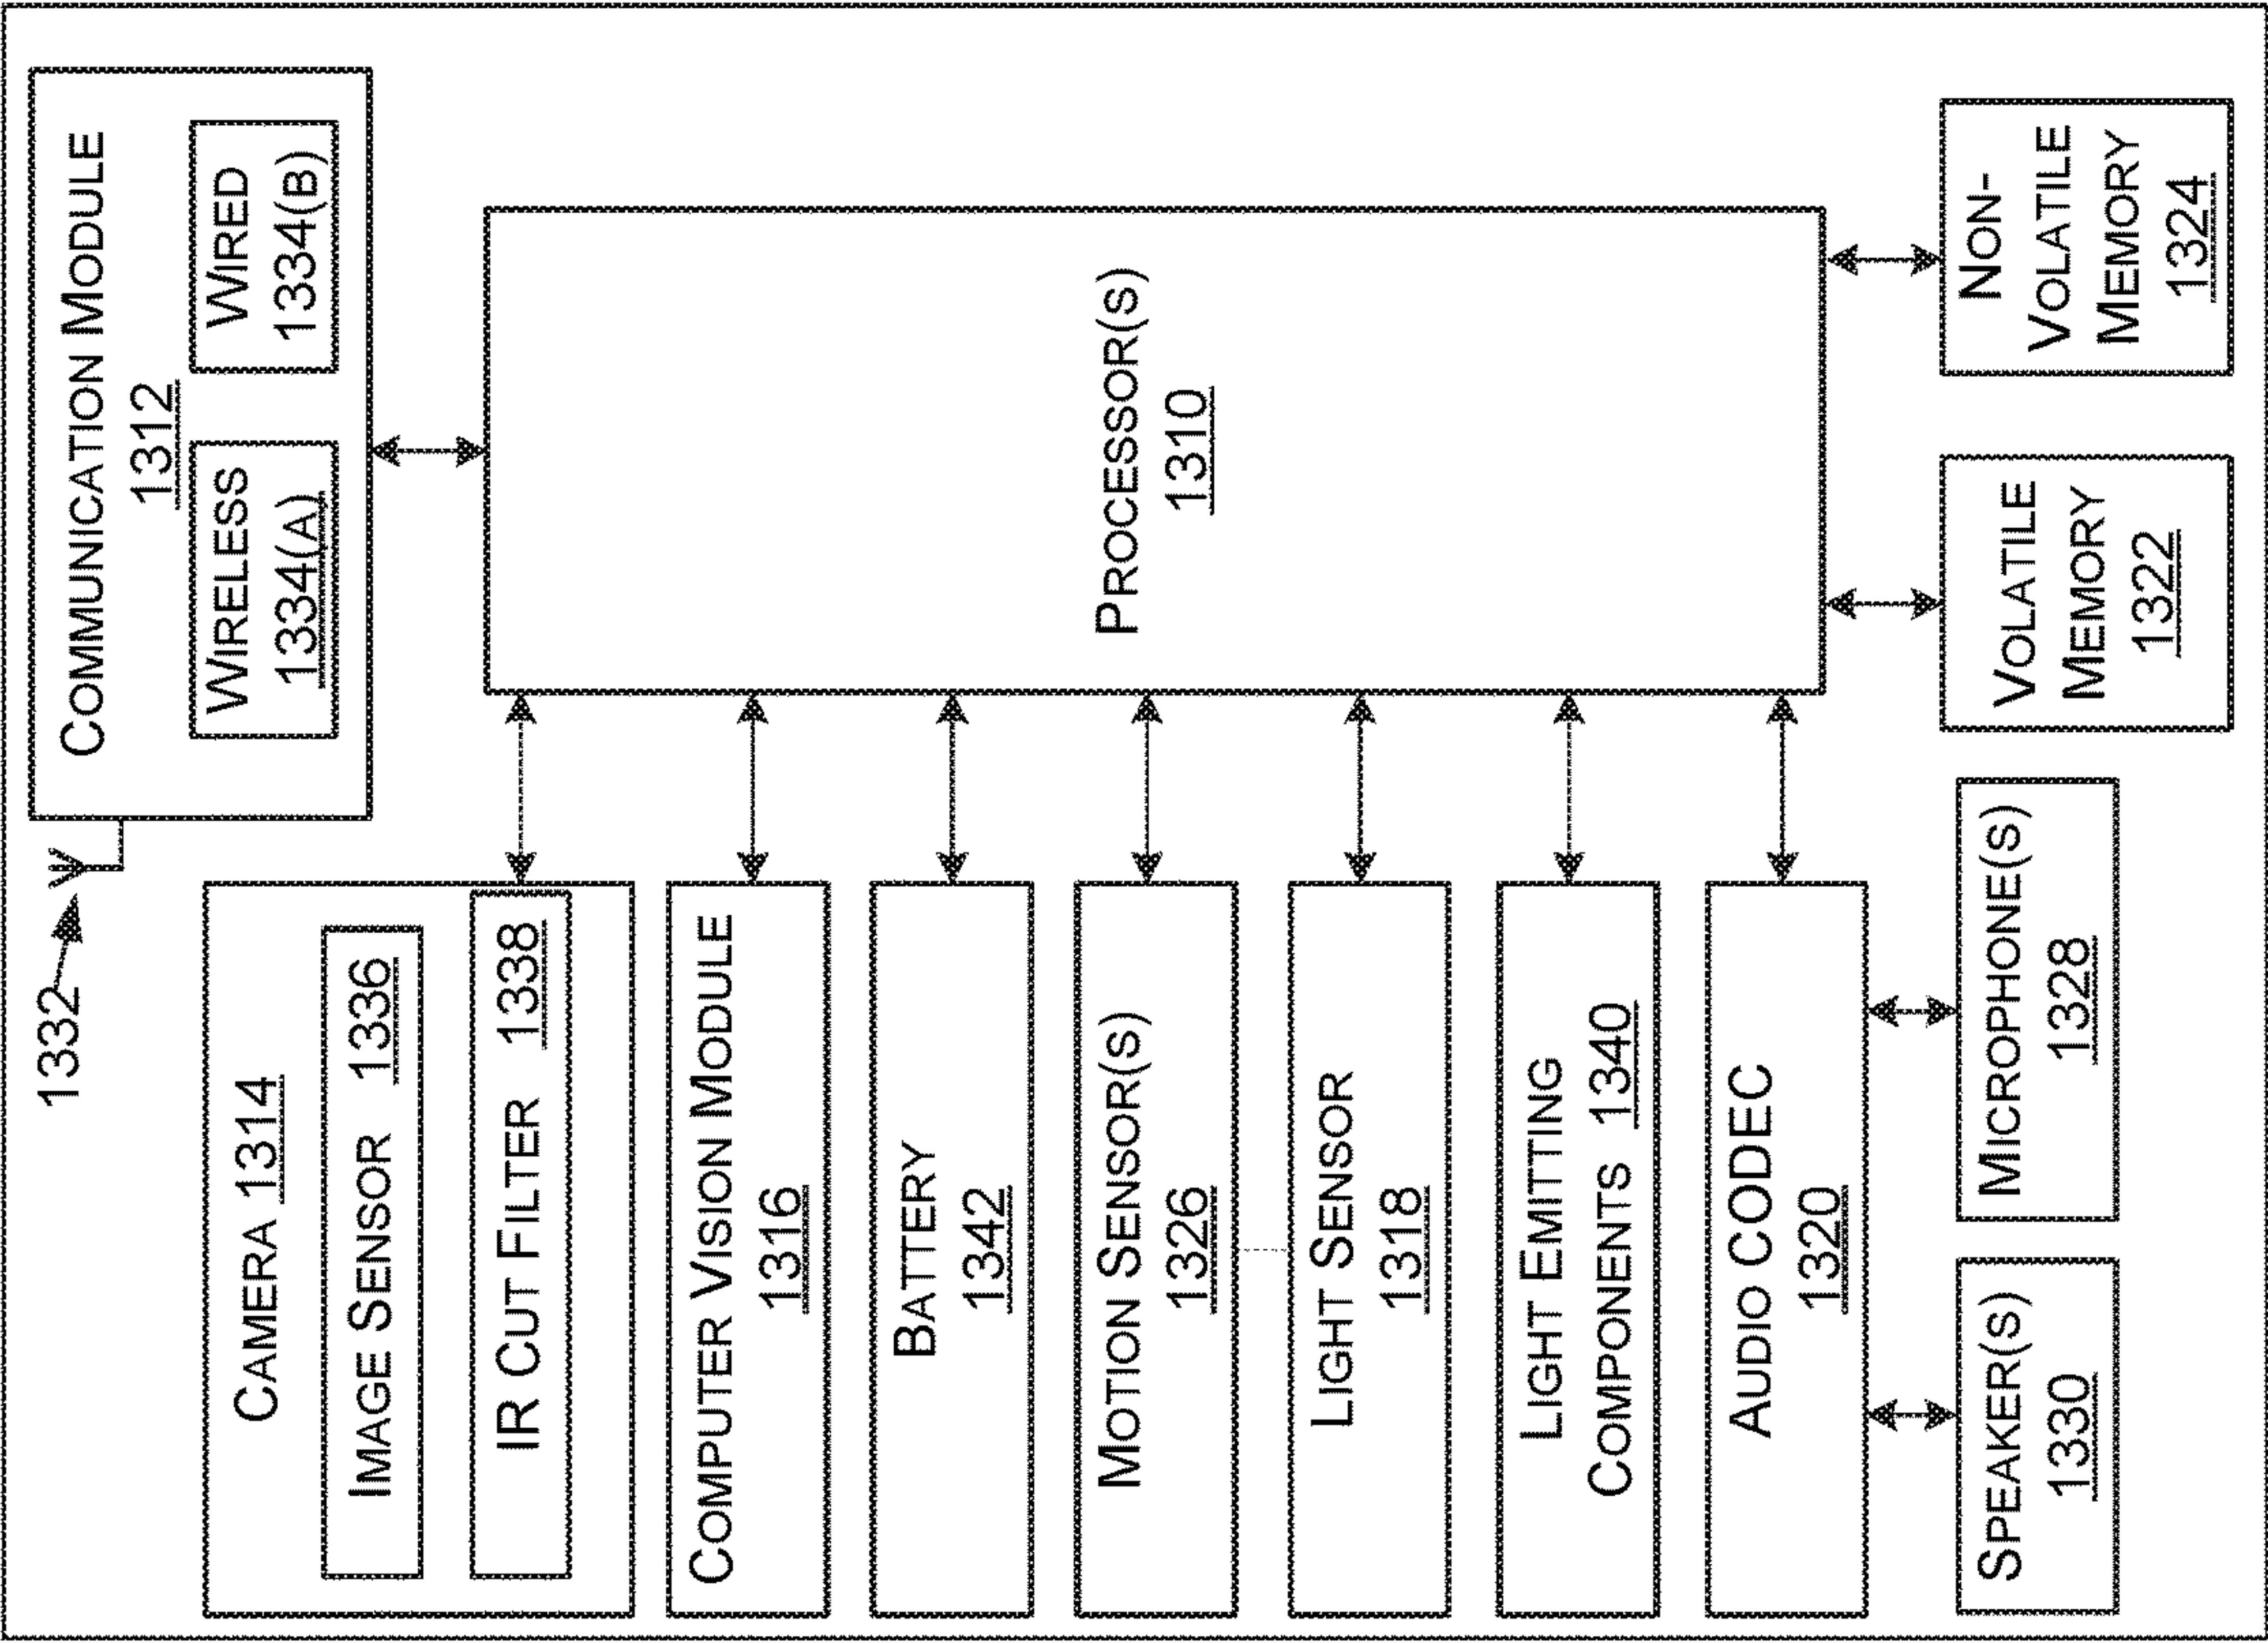 1332
COMMUNICATION MODULE
1312
WIRELESS
1334(A)
WIRED
1334(B)
CAMERA 1314
IMAGE SENSOR 1336
IR CUT FILTER 1338
COMPUTER VISION MODULE
1316
BATTERY
1342
MOTION SENSOR(S)
1326
LIGHT SENSOR
1318
LIGHT EMITTING
COMPONENTS 1340
AUDIO CODEC
1320
PROCESSOR(S)
1310
SPEAKER(S)
1330
MICROPHONE(S)
1328
VOLATILE
MEMORY
1322
NON-
VOLATILE
MEMORY
1324